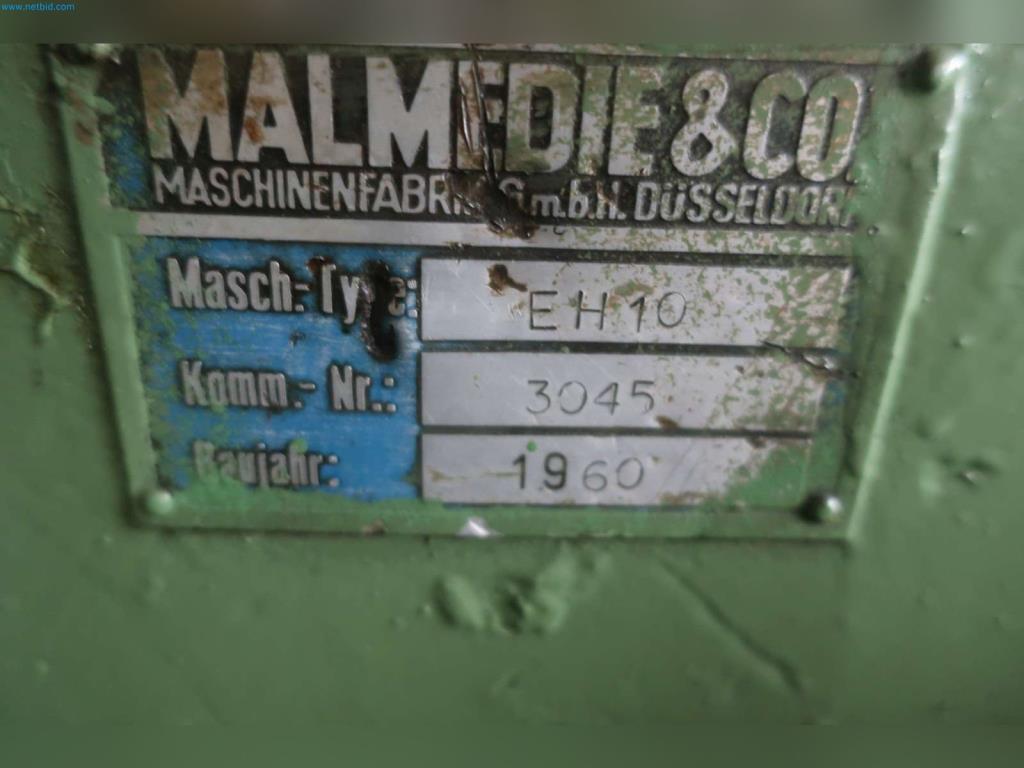 www.netbid.com
MALMEDIE & CO.
MASCHINENFABRIK G.m.b.H. DÜSSELDORF
Masch.-Type: EH 10
Komm.- Nr.: 3045
Baujahr: 1960